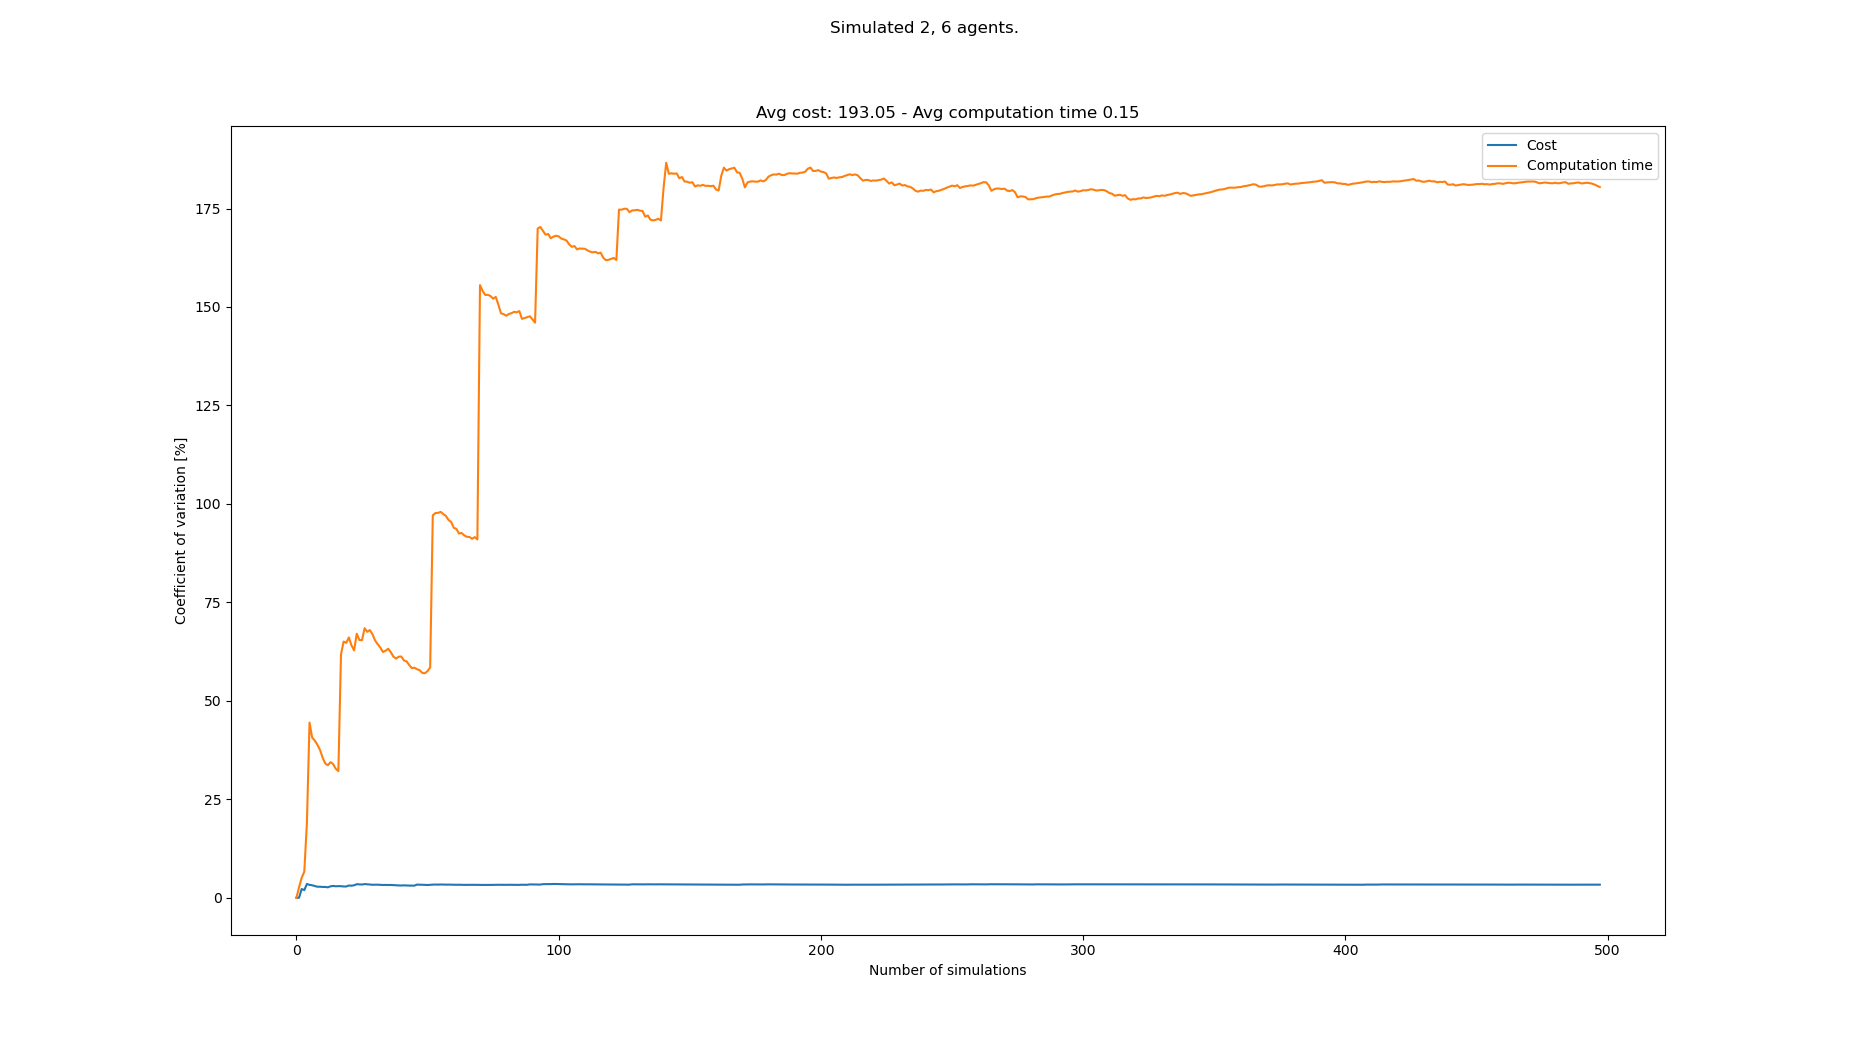 Simulated 2, 6 agents.
Avg cost: 193.05 - Avg computation time 0.15
Cost
Computation time
175
150
125
100
75
50
25
0
Coefficient of variation [%]
0 100 200 300 400 500
Number of simulations